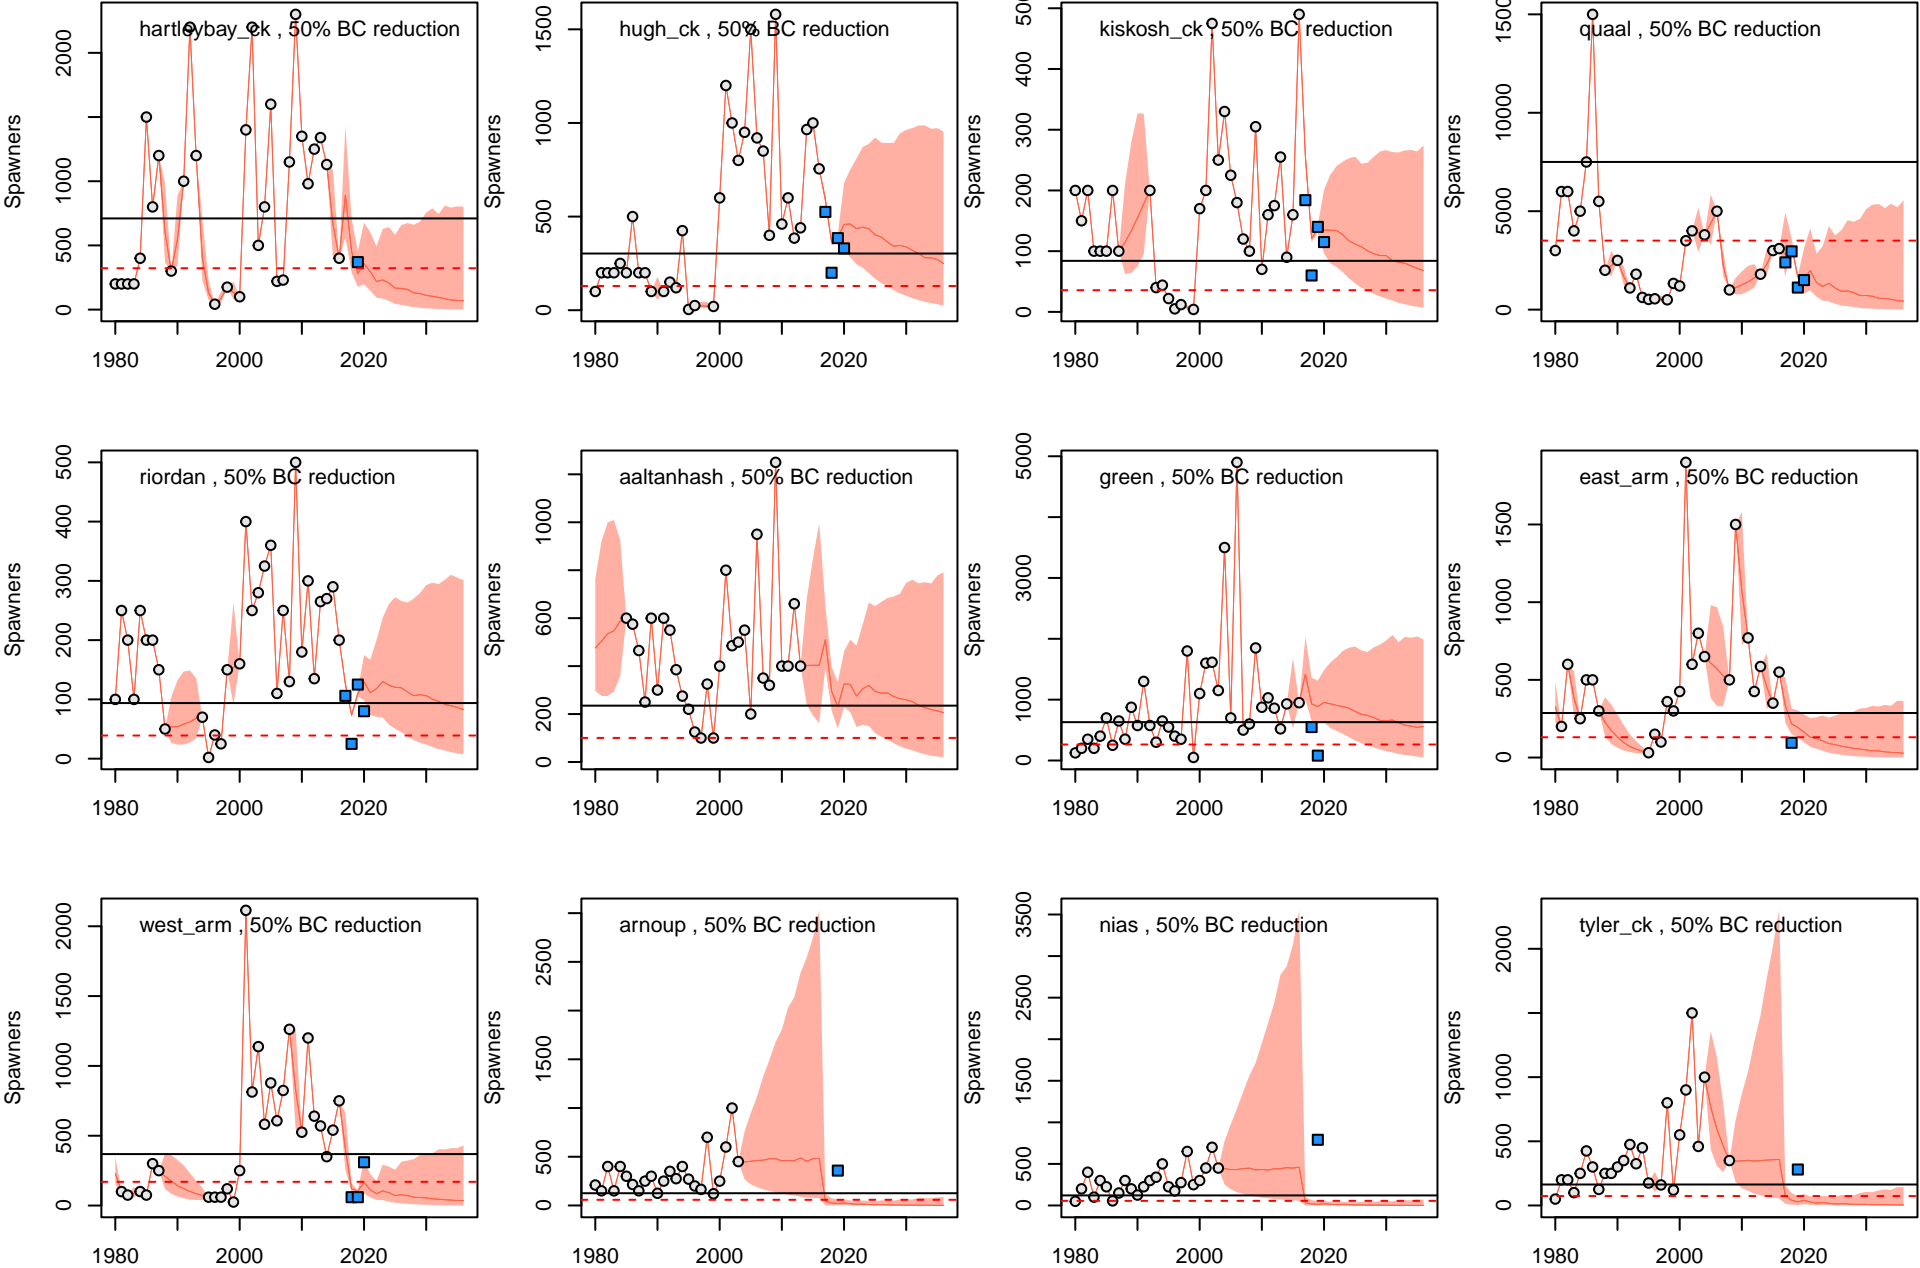 hartleybay_ck , 50% BC reduction
Spawners
0 500 1000 2000
1980 2000 2020
hugh_ck , 50% BC reduction
Spawners
0 500 1000 1500
1980 2000 2020
kiskosh_ck , 50% BC reduction
Spawners
0 100 200 300 400 500
1980 2000 2020
quaal , 50% BC reduction
Spawners
0 5000 10000 15000
1980 2000 2020
riordan , 50% BC reduction
Spawners
0 100 200 300 400 500
1980 2000 2020
aaltanhash , 50% BC reduction
Spawners
0 200 600 1000
1980 2000 2020
green , 50% BC reduction
Spawners
0 1000 3000 5000
1980 2000 2020
east_arm , 50% BC reduction
Spawners
0 500 1000 1500
1980 2000 2020
west_arm , 50% BC reduction
Spawners
0 500 1000 1500 2000
1980 2000 2020
arnoup , 50% BC reduction
Spawners
0 500 1500 2500
1980 2000 2020
nias , 50% BC reduction
Spawners
0 500 1500 2500 3500
1980 2000 2020
tyler_ck , 50% BC reduction
Spawners
0 500 1000 2000
1980 2000 2020